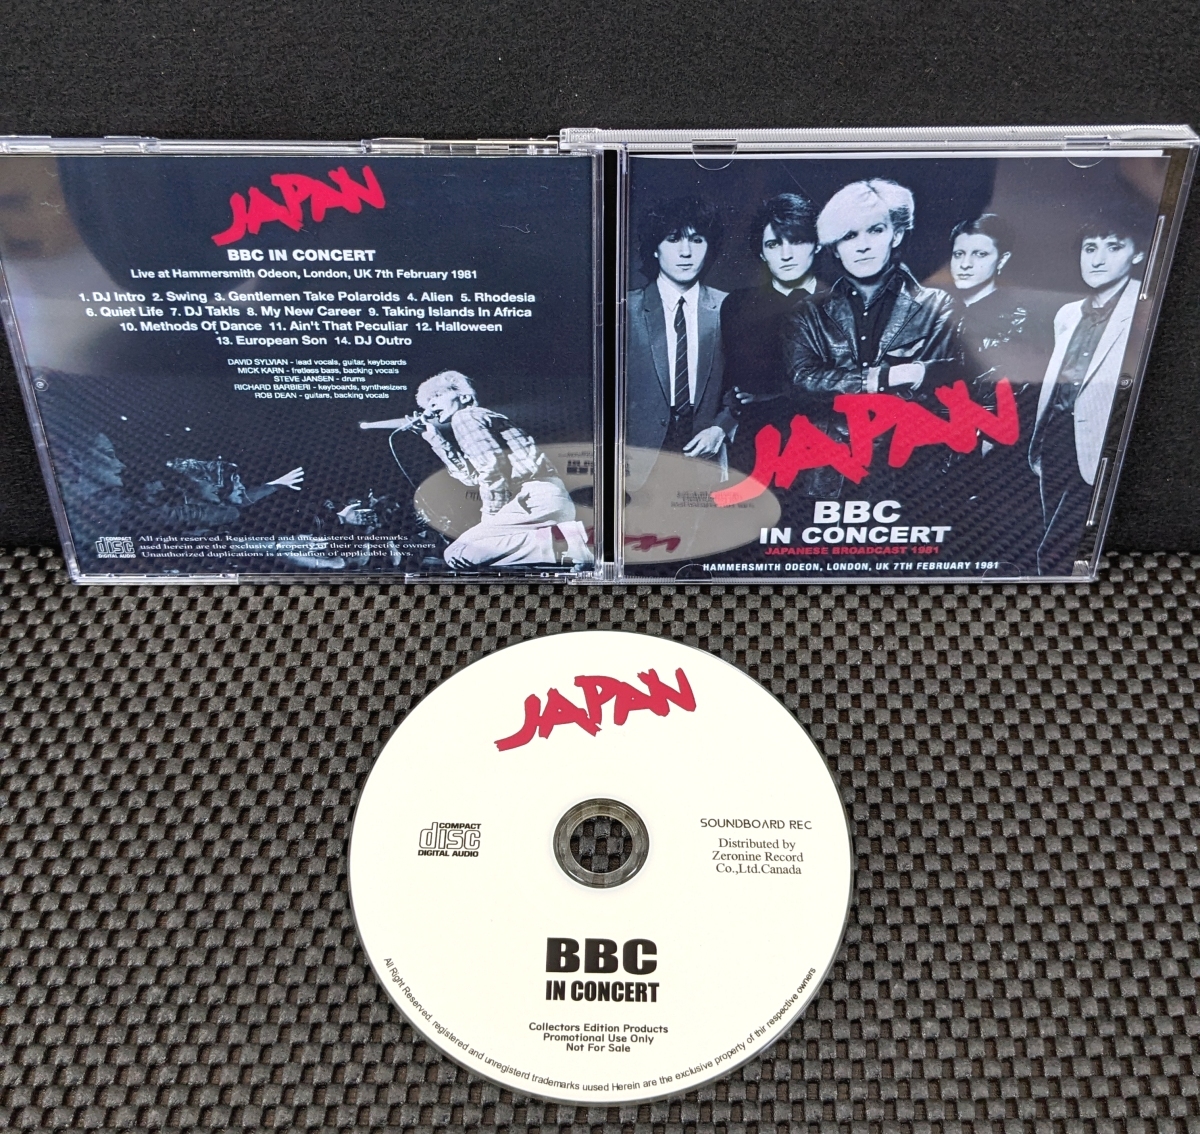 JAPAN
BBC IN CONCERT
Live at Hammersmith Odeon, London, UK 7th February 1981
1. DJ Intro 2. Swing 3. Gentlemen Take Polaroids 4. Alien 5. Rhodesia
6. Quiet Life 7. DJ Takls 8. My New Career 9. Taking Islands In Africa
10. Methods Of Dance 11. Ain't That Peculiar 12. Halloween
13. European Son 14. DJ Outro
DAVID SYLVIAN - lead vocals, guitar, keyboards
MICK KARN - fretless bass, backing vocals
STEVE JANSEN - drums
RICHARD BARBIERI - keyboards, synthesizers
ROB DEAN - guitars, backing vocals
COMPACT
disc
DIGITAL AUDIO
All right reserved. Registered and unregistered trademarks
used herein are the exclusive property of their respective owners
Unauthorized duplications is a violation of applicable laws.
JAPAN
BBC
IN CONCERT
JAPANESE BROADCAST 1981
HAMMERSMITH ODEON, LONDON, UK 7TH FEBRUARY 1981
JAPAN
COMPACT
disc
DIGITAL AUDIO
SOUNDBOARD REC
Distributed by
Zeronine Record
Co.,Ltd.Canada
BBC
IN CONCERT
Collectors Edition Products
Promotional Use Only
Not For Sale
All Right Reserved. registered and unregisterd trademarks uused Herein are the exclusive property of thir respective owners